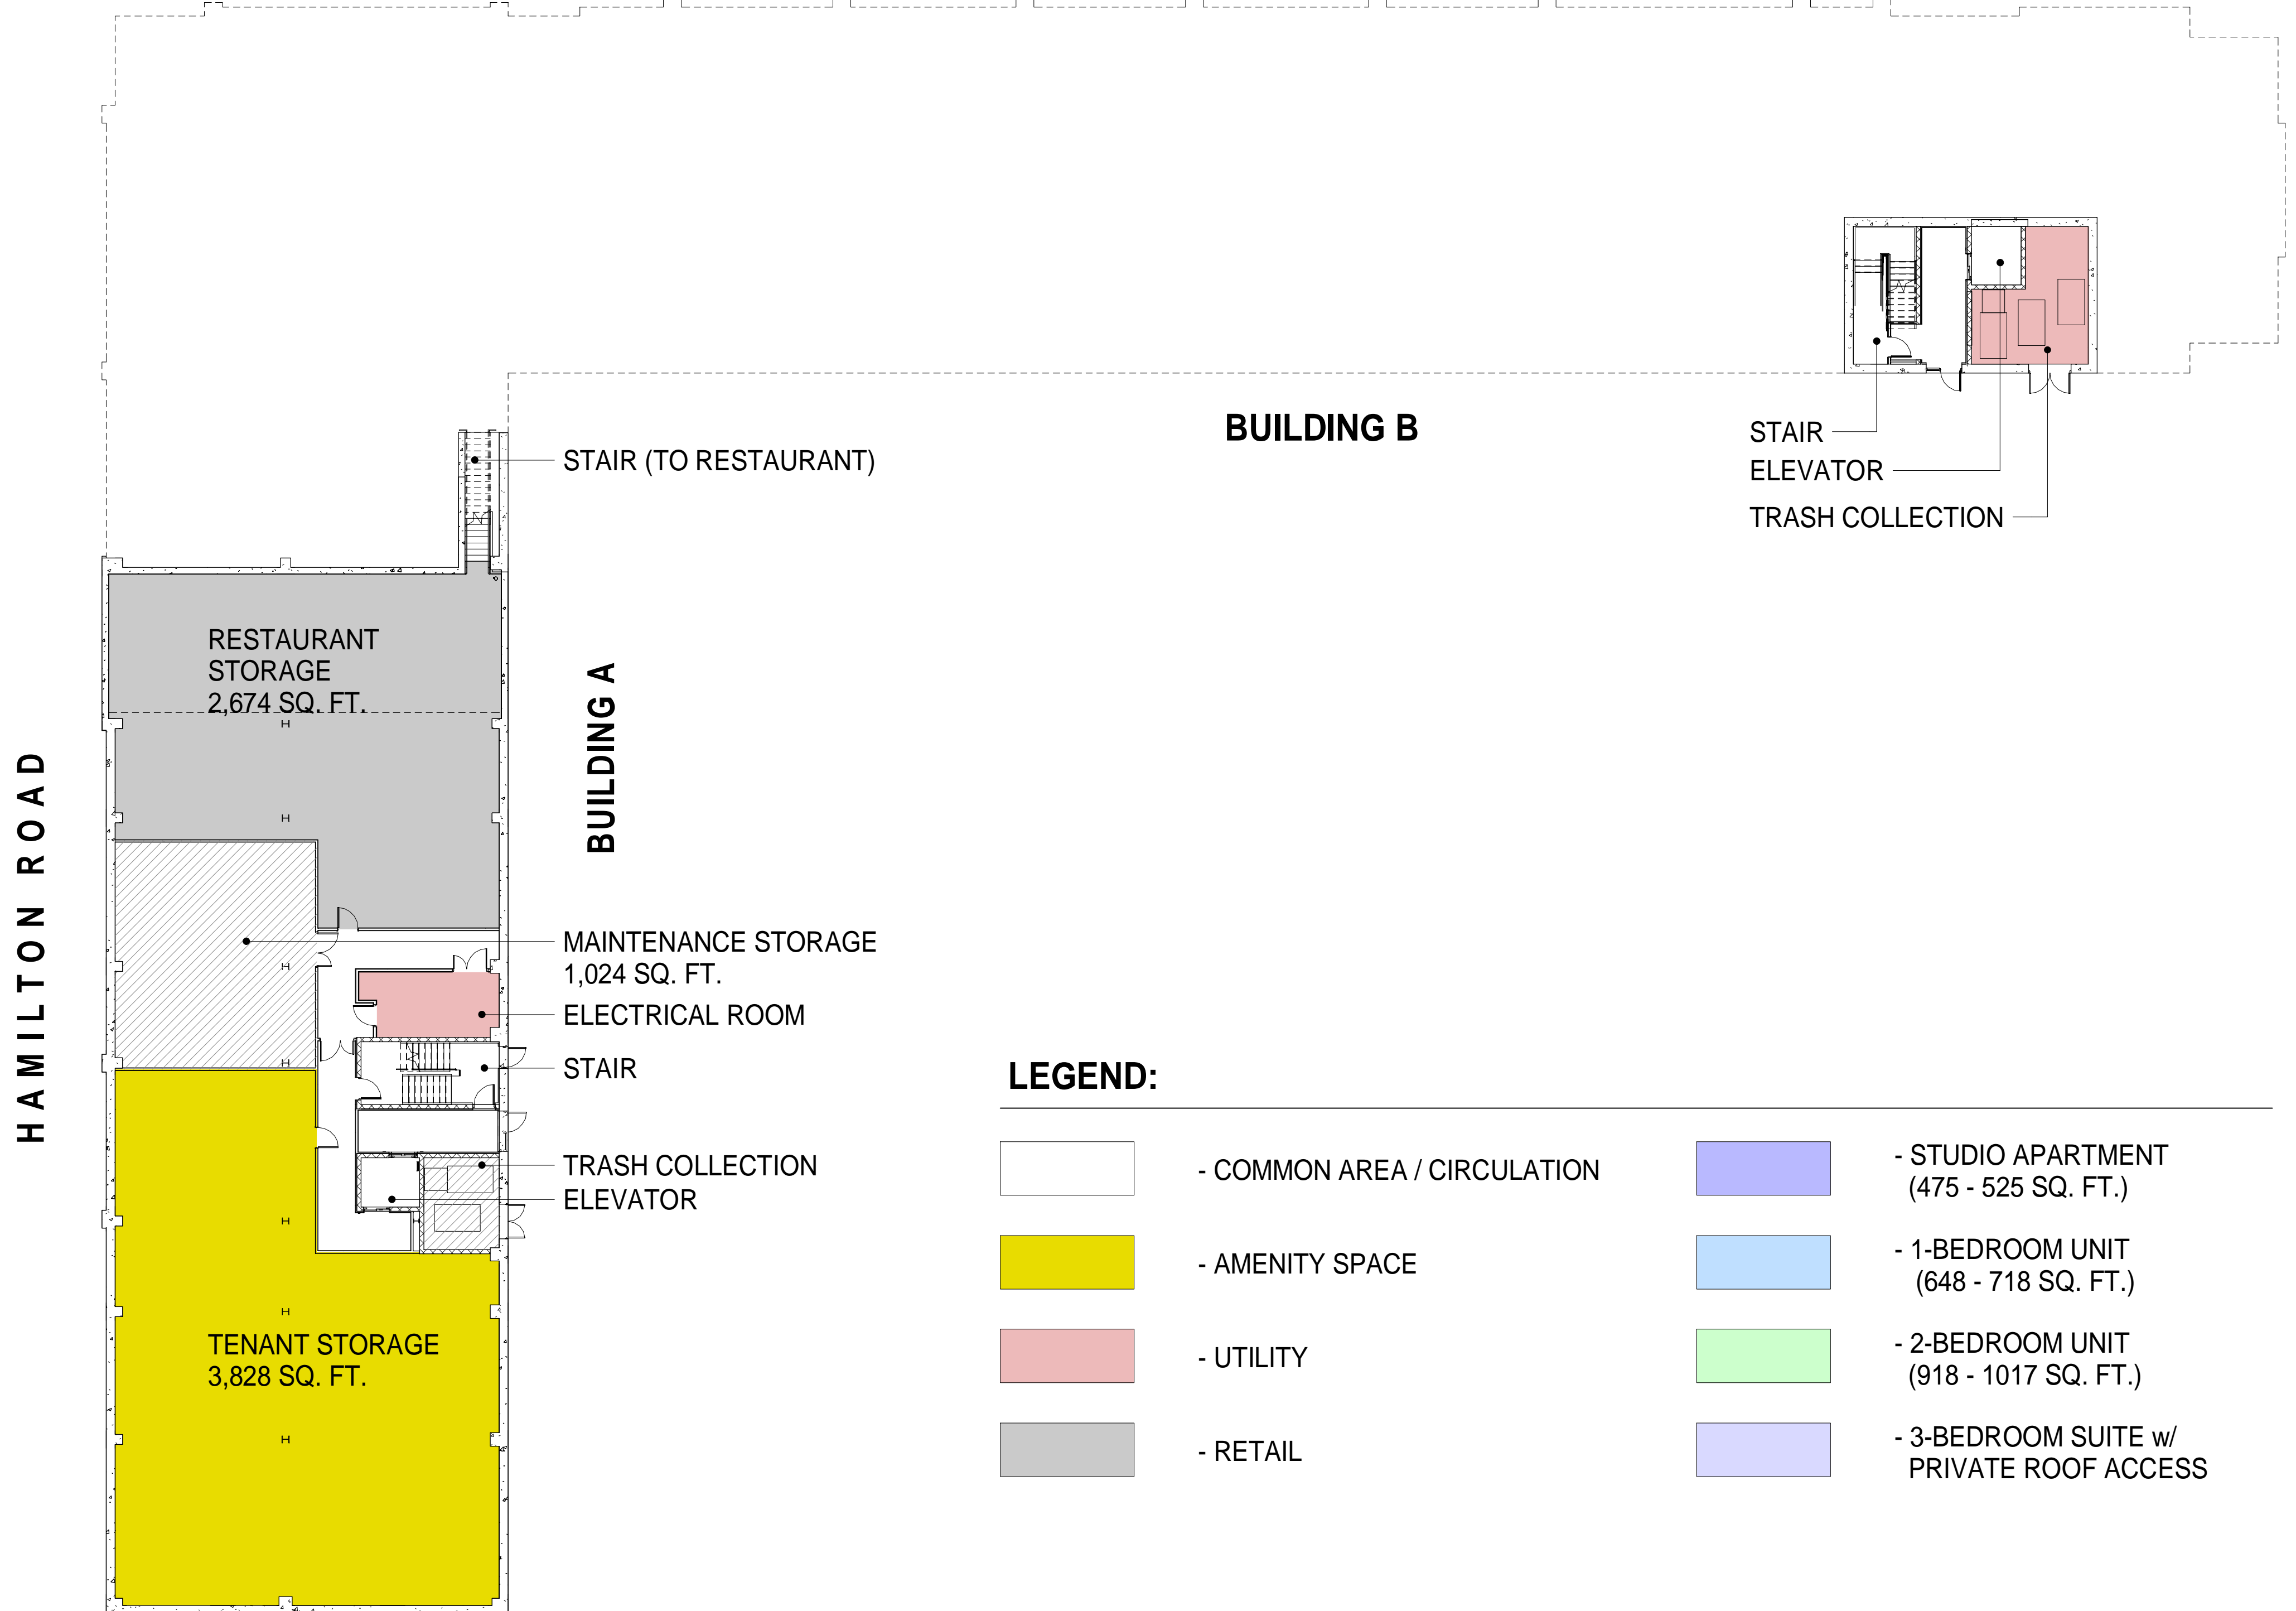 BUILDING B
STAIR
ELEVATOR
TRASH COLLECTION
STAIR (TO RESTAURANT)
RESTAURANT
STORAGE
2,674 SQ. FT.
BUILDING A
HAMILTON ROAD
MAINTENANCE STORAGE
1,024 SQ. FT.
ELECTRICAL ROOM
STAIR
TRASH COLLECTION
ELEVATOR
TENANT STORAGE
3,828 SQ. FT.
LEGEND:
- COMMON AREA / CIRCULATION
- AMENITY SPACE
- UTILITY
- RETAIL
- STUDIO APARTMENT
(475 - 525 SQ. FT.)
- 1-BEDROOM UNIT
(648 - 718 SQ. FT.)
- 2-BEDROOM UNIT
(918 - 1017 SQ. FT.)
- 3-BEDROOM SUITE w/
PRIVATE ROOF ACCESS